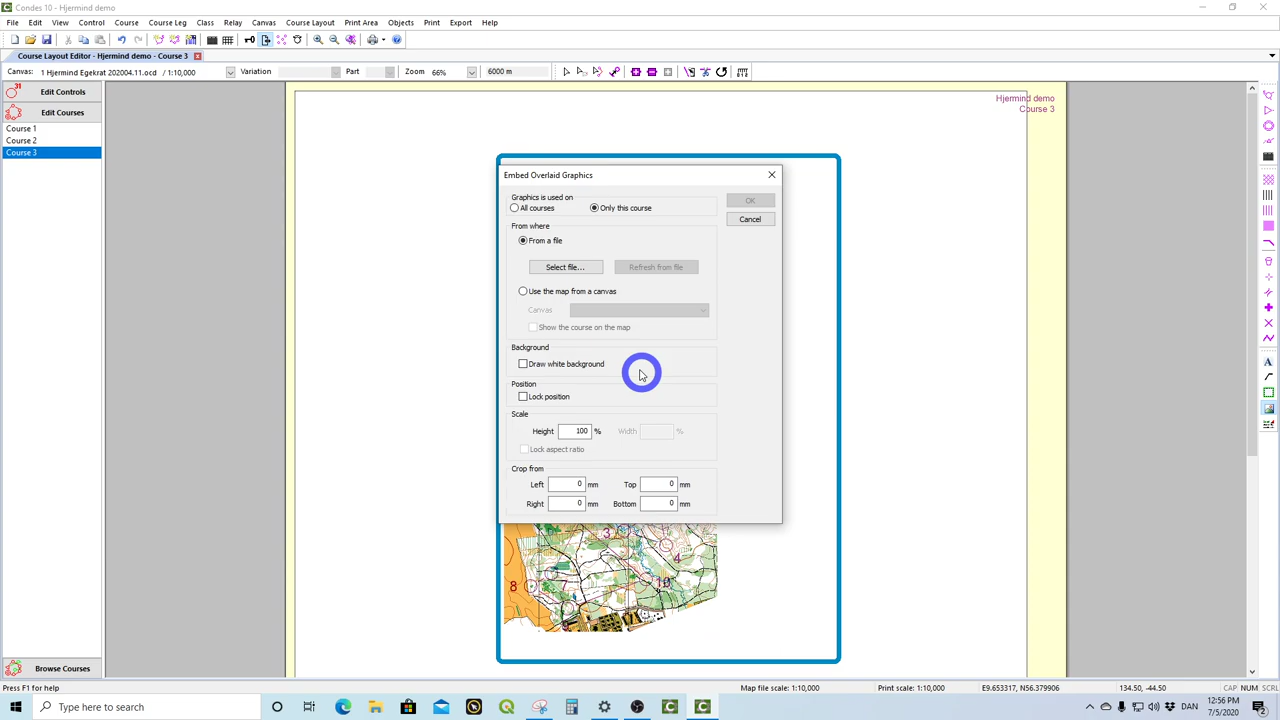 Condes 10 - Hjermind demo
File Edit View Control Course Course Leg Class Relay Canvas Course Layout Print Area Objects Print Export Help
Course Layout Editor - Hjermind demo - Course 3
Canvas: 1 Hjermind Egekrat 202004.11.ocd / 1:10,000 Variation Part Zoom 66% 6000 m
Edit Controls
Edit Courses
Course 1
Course 2
Course 3
Browse Courses
Hjermind demo
Course 3
Embed Overlaid Graphics
Graphics is used on
All courses Only this course
OK
Cancel
From where
From a file
Select file... Refresh from file
Use the map from a canvas
Canvas
Show the course on the map
Background
Draw white background
Position
Lock position
Scale
Height 100 % Width %
Lock aspect ratio
Crop from
Left 0 mm Top 0 mm
Right 0 mm Bottom 0 mm
3
4
8
10
9
Press F1 for help Map file scale: 1:10,000 Print scale: 1:10,000 E9.653317, N56.379906 134.50, -44.50 CAP NUM SCRL
Type here to search
DAN
12:56 PM
7/5/2020